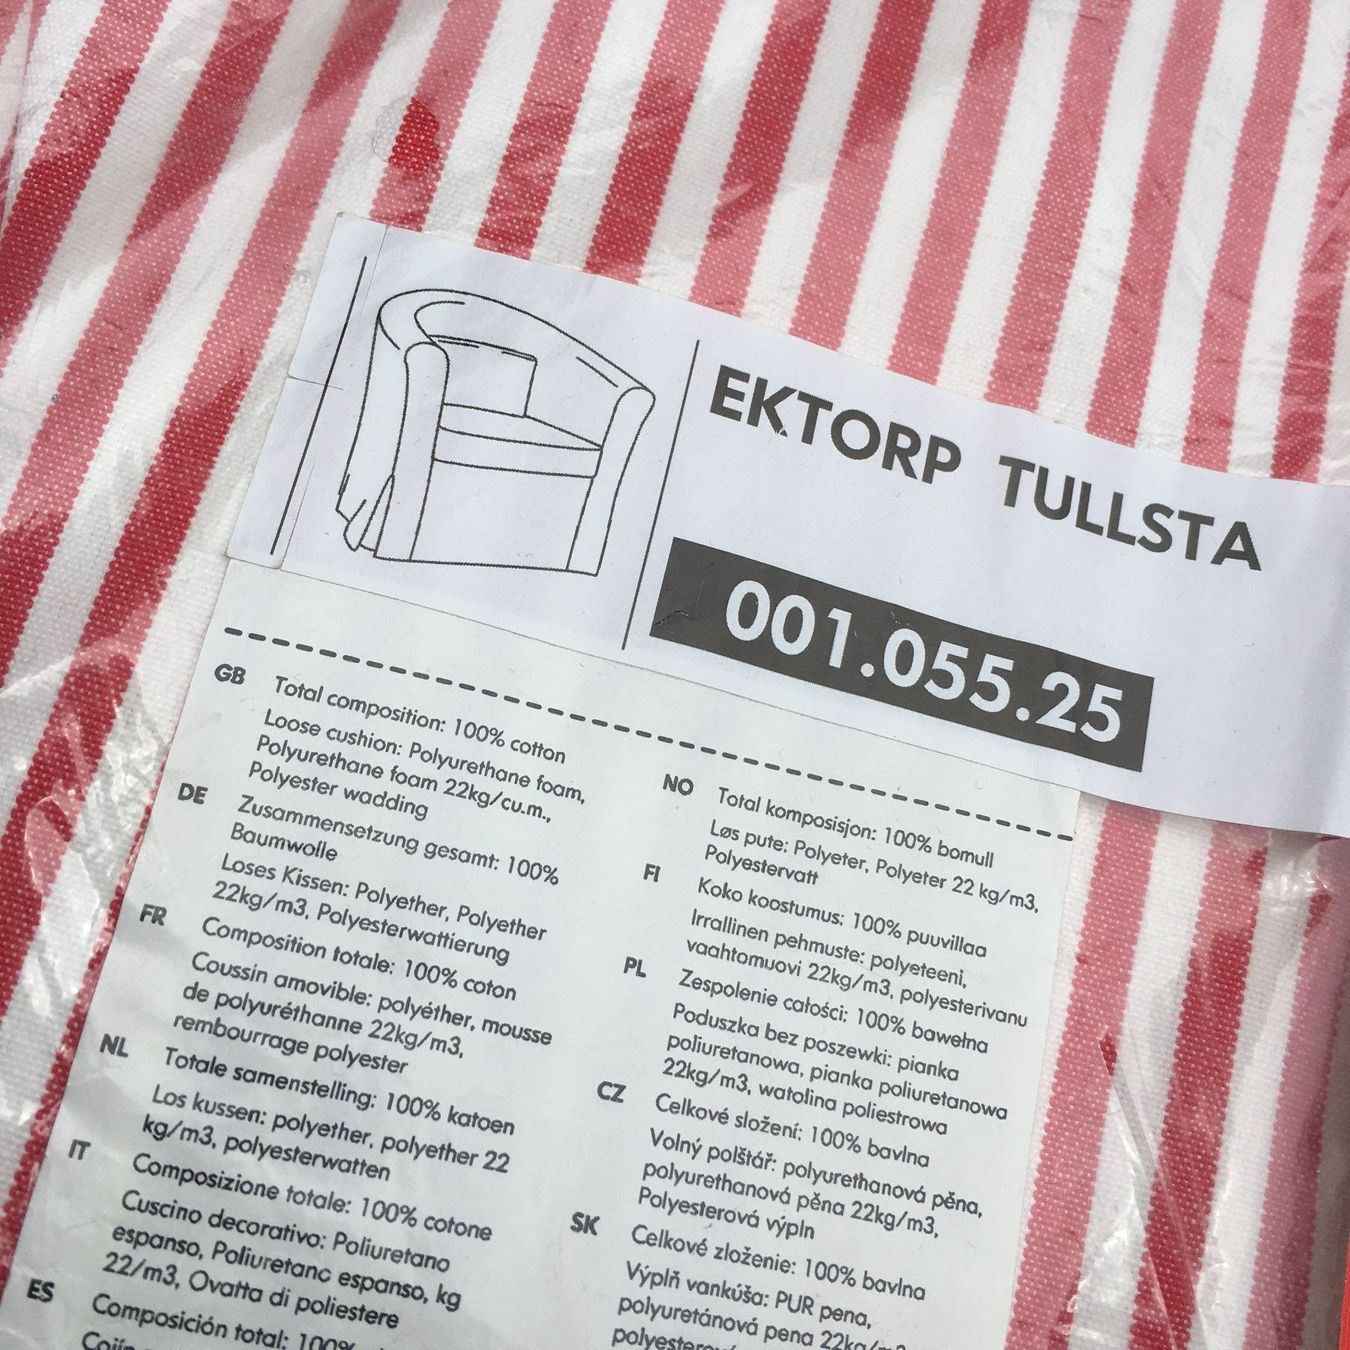 EKTORP TULLSTA
001.055.25
GB Total composition: 100% cotton
Loose cushion: Polyurethane foam,
Polyurethane foam 22kg/cu.m.,
Polyester wadding
DE Zusammensetzung gesamt: 100%
Baumwolle
Loses Kissen: Polyether, Polyether
22kg/m3, Polyesterwattierung
FR Composition totale: 100% coton
Coussin amovible: polyéther, mousse
de polyuréthanne 22kg/m3,
rembourrage polyester
NL Totale samenstelling: 100% katoen
Los kussen: polyether, polyether 22
kg/m3, polyesterwatten
IT Composizione totale: 100% cotone
Cuscino decorativo: Poliuretano
espanso, Poliuretanc espanso, kg
22/m3, Ovatta di poliestere
ES Composición total: 100%
NO Total komposisjon: 100% bomull
Løs pute: Polyeter, Polyeter 22 kg/m3,
Polyestervatt
FI Koko koostumus: 100% puuvillaa
Irrallinen pehmuste: polyeteeni,
vaahtomuovi 22kg/m3, polyesterivanu
PL Zespolenie całości: 100% bawełna
Poduszka bez poszewki: pianka
poliuretanowa, pianka poliuretanowa
22kg/m3, watolina poliestrowa
CZ Celkové složení: 100% bavlna
Volný polštář: polyurethanová pěna,
polyurethanová pěna 22kg/m3,
Polyesterová výpln
SK Celkové zloženie: 100% bavlna
Výplň vankúša: PUR pena,
polyuretánová pena 22kg/m3